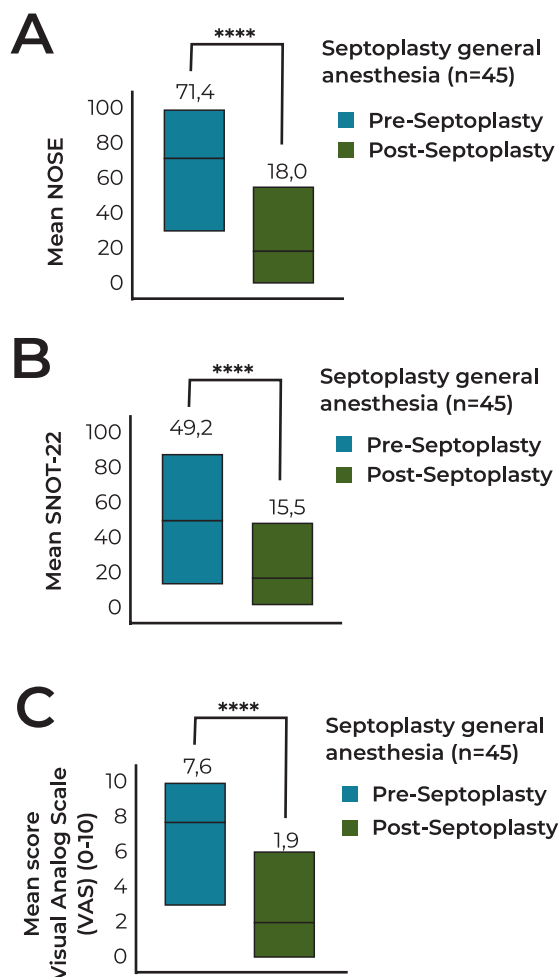 A
****
Septoplasty general
anesthesia (n=45)
71,4
100
Pre-Septoplasty
80
Post-Septoplasty
18,0
60
40
20
0
Mean NOSE
B
****
Septoplasty general
anesthesia (n=45)
49,2
100
Pre-Septoplasty
80
Post-Septoplasty
15,5
60
40
20
0
Mean SNOT-22
C
****
Septoplasty general
anesthesia (n=45)
7,6
10
Pre-Septoplasty
8
Post-Septoplasty
1,9
6
4
2
0
Mean score
Visual Analog Scale
(VAS) (0-10)